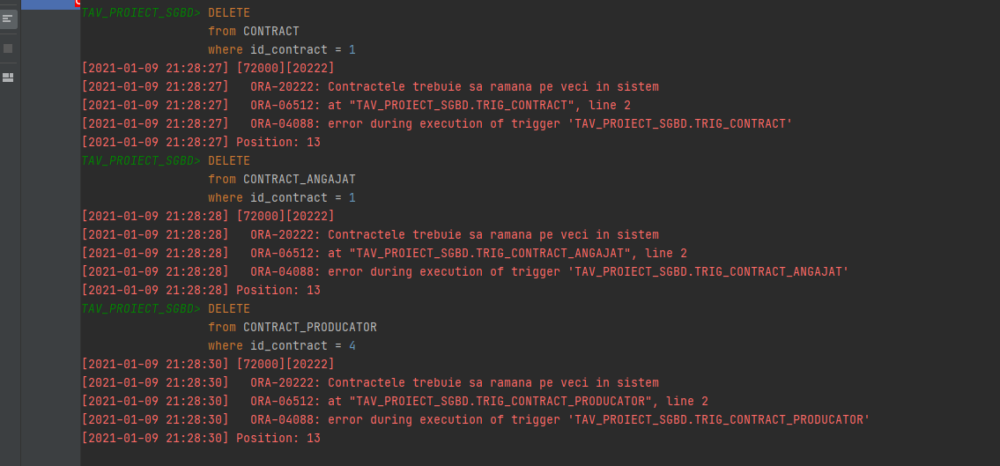 TAV_PROIECT_SGBD> DELETE
from CONTRACT
where id_contract = 1
[2021-01-09 21:28:27] [72000][20222]
[2021-01-09 21:28:27]   ORA-20222: Contractele trebuie sa ramana pe veci in sistem
[2021-01-09 21:28:27]   ORA-06512: at "TAV_PROIECT_SGBD.TRIG_CONTRACT", line 2
[2021-01-09 21:28:27]   ORA-04088: error during execution of trigger 'TAV_PROIECT_SGBD.TRIG_CONTRACT'
[2021-01-09 21:28:27] Position: 13
TAV_PROIECT_SGBD> DELETE
from CONTRACT_ANGAJAT
where id_contract = 1
[2021-01-09 21:28:28] [72000][20222]
[2021-01-09 21:28:28]   ORA-20222: Contractele trebuie sa ramana pe veci in sistem
[2021-01-09 21:28:28]   ORA-06512: at "TAV_PROIECT_SGBD.TRIG_CONTRACT_ANGAJAT", line 2
[2021-01-09 21:28:28]   ORA-04088: error during execution of trigger 'TAV_PROIECT_SGBD.TRIG_CONTRACT_ANGAJAT'
[2021-01-09 21:28:28] Position: 13
TAV_PROIECT_SGBD> DELETE
from CONTRACT_PRODUCATOR
where id_contract = 4
[2021-01-09 21:28:30] [72000][20222]
[2021-01-09 21:28:30]   ORA-20222: Contractele trebuie sa ramana pe veci in sistem
[2021-01-09 21:28:30]   ORA-06512: at "TAV_PROIECT_SGBD.TRIG_CONTRACT_PRODUCATOR", line 2
[2021-01-09 21:28:30]   ORA-04088: error during execution of trigger 'TAV_PROIECT_SGBD.TRIG_CONTRACT_PRODUCATOR'
[2021-01-09 21:28:30] Position: 13